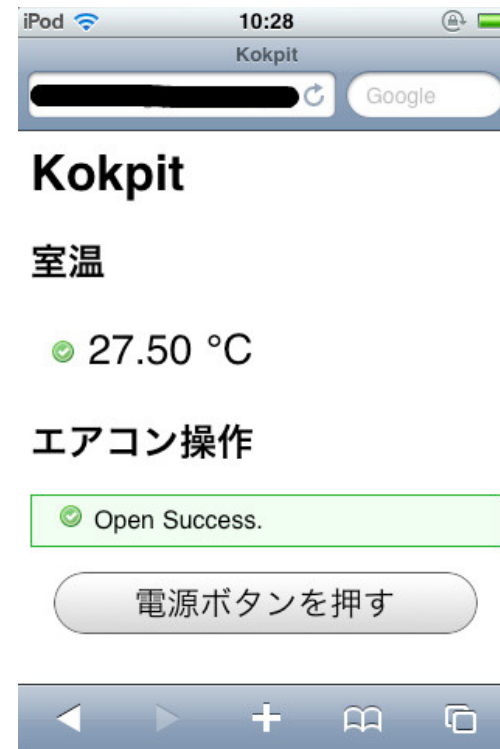 iPod 10:28
Kokpit
Google
Kokpit
室温
27.50 °C
エアコン操作
Open Success.
電源ボタンを押す